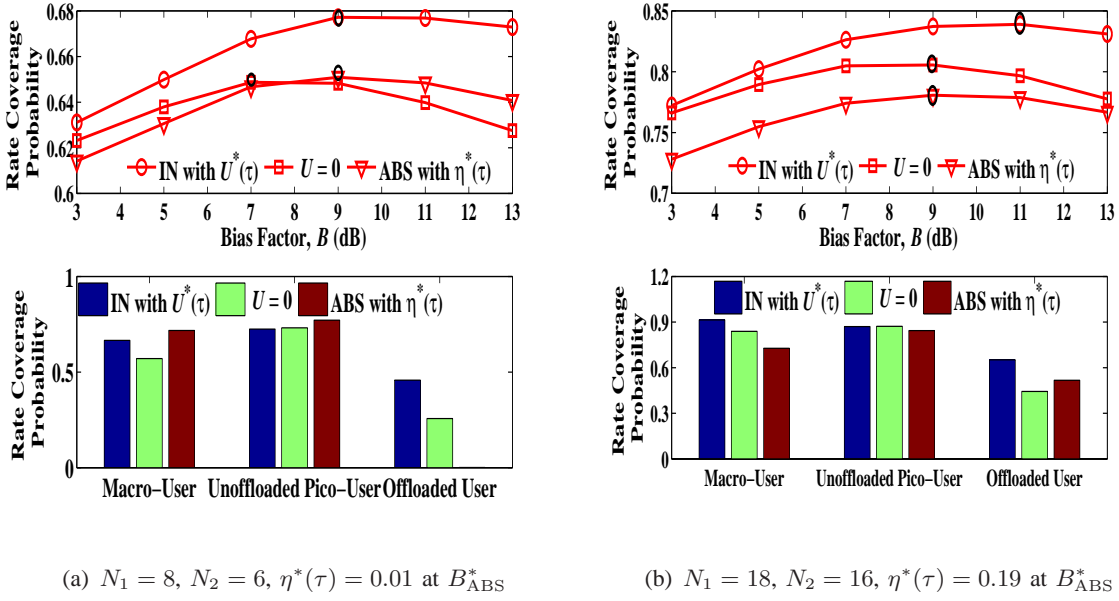 0.68
0.66
0.64
0.62
0.6
Rate Coverage
Probability
IN with U*(τ) U = 0 ABS with η*(τ)
3 4 5 6 7 8 9 10 11 12 13
Bias Factor, B (dB)
1
0.5
0
Rate Coverage
Probability
IN with U*(τ) U = 0 ABS with η*(τ)
Macro−User Unoffloaded Pico−User Offloaded User
(a) N₁ = 8, N₂ = 6, η*(τ) = 0.01 at B*ABS
0.85
0.8
0.75
0.7
Rate Coverage
Probability
IN with U*(τ) U = 0 ABS with η*(τ)
3 4 5 6 7 8 9 10 11 12 13
Bias Factor, B (dB)
1.2
0.9
0.6
0.3
0
Rate Coverage
Probability
IN with U*(τ) U = 0 ABS with η*(τ)
Macro−User Unoffloaded Pico−User Offloaded User
(b) N₁ = 18, N₂ = 16, η*(τ) = 0.19 at B*ABS